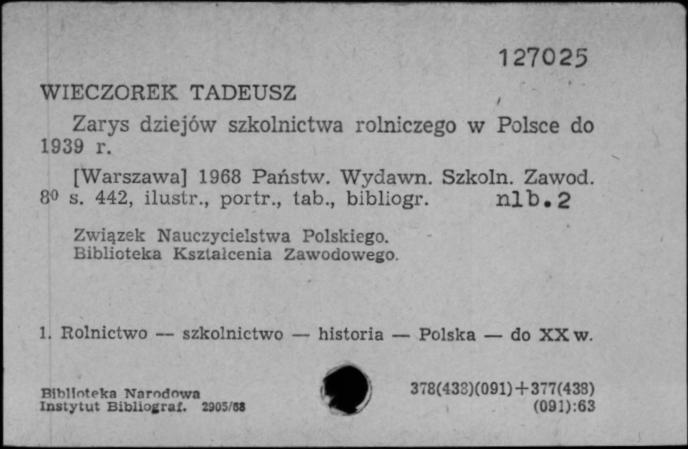 127025
WIECZOREK TADEUSZ
Zarys dziejów szkolnictwa rolniczego w Polsce do
1939 r.
[Warszawa] 1968 Państw. Wydawn. Szkoln. Zawod.
8⁰ s. 442, ilustr., portr., tab., bibliogr. nlb.2
Związek Nauczycielstwa Polskiego.
Biblioteka Kształcenia Zawodowego.
1. Rolnictwo — szkolnictwo — historia — Polska — do XX w.
Biblioteka Narodowa
Instytut Bibliograf. 2905/68
378(438)(091)+377(438)
(091):63